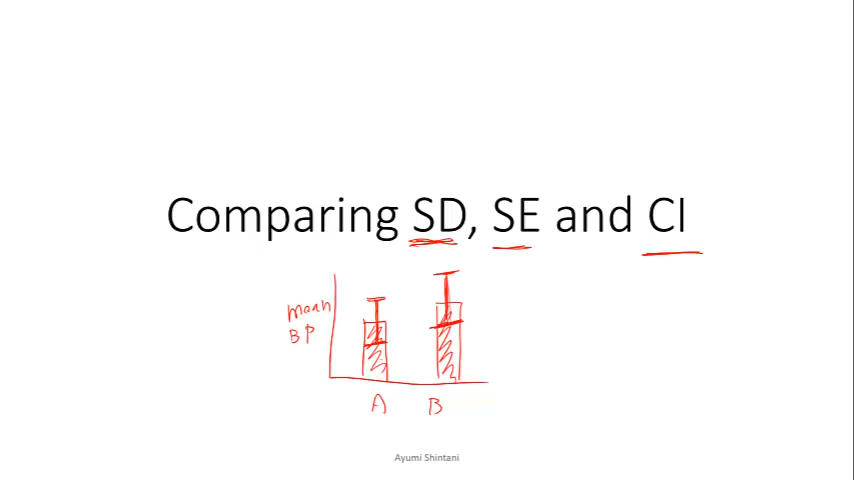 Comparing SD, SE and CI
mean
BP
A B
Ayumi Shintani